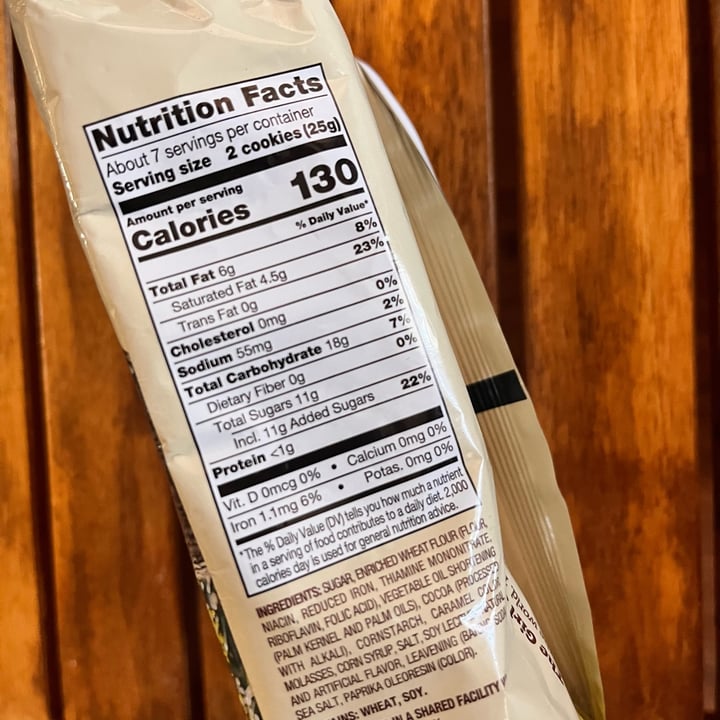 Nutrition Facts
About 7 servings per container
Serving size 2 cookies (25g)
Amount per serving
Calories 130
% Daily Value*
Total Fat 6g 8%
Saturated Fat 4.5g 23%
Trans Fat 0g
Cholesterol 0mg 0%
Sodium 55mg 2%
Total Carbohydrate 18g 7%
Dietary Fiber 0g 0%
Total Sugars 11g
Incl. 11g Added Sugars 22%
Protein <1g
Vit. D 0mcg 0% • Calcium 0mg 0%
Iron 1.1mg 6% • Potas. 0mg 0%
*The % Daily Value (DV) tells you how much a nutrient
in a serving of food contributes to a daily diet. 2,000
calories day is used for general nutrition advice.
INGREDIENTS: SUGAR, ENRICHED WHEAT FLOUR (FLOUR,
NIACIN, REDUCED IRON, THIAMINE MONONITRATE,
RIBOFLAVIN, FOLIC ACID), VEGETABLE OIL SHORTENING
(PALM KERNEL AND PALM OILS), COCOA (PROCESSED
WITH ALKALI), CORNSTARCH, CARAMEL COLOR,
MOLASSES, CORN SYRUP, SALT, SOY
AND ARTIFICIAL FLAVOR, LEAVENING
SEA SALT, PAPRIKA OLEORESIN (COLOR).
WHEAT, SOY.
IN A SHARED FACILITY